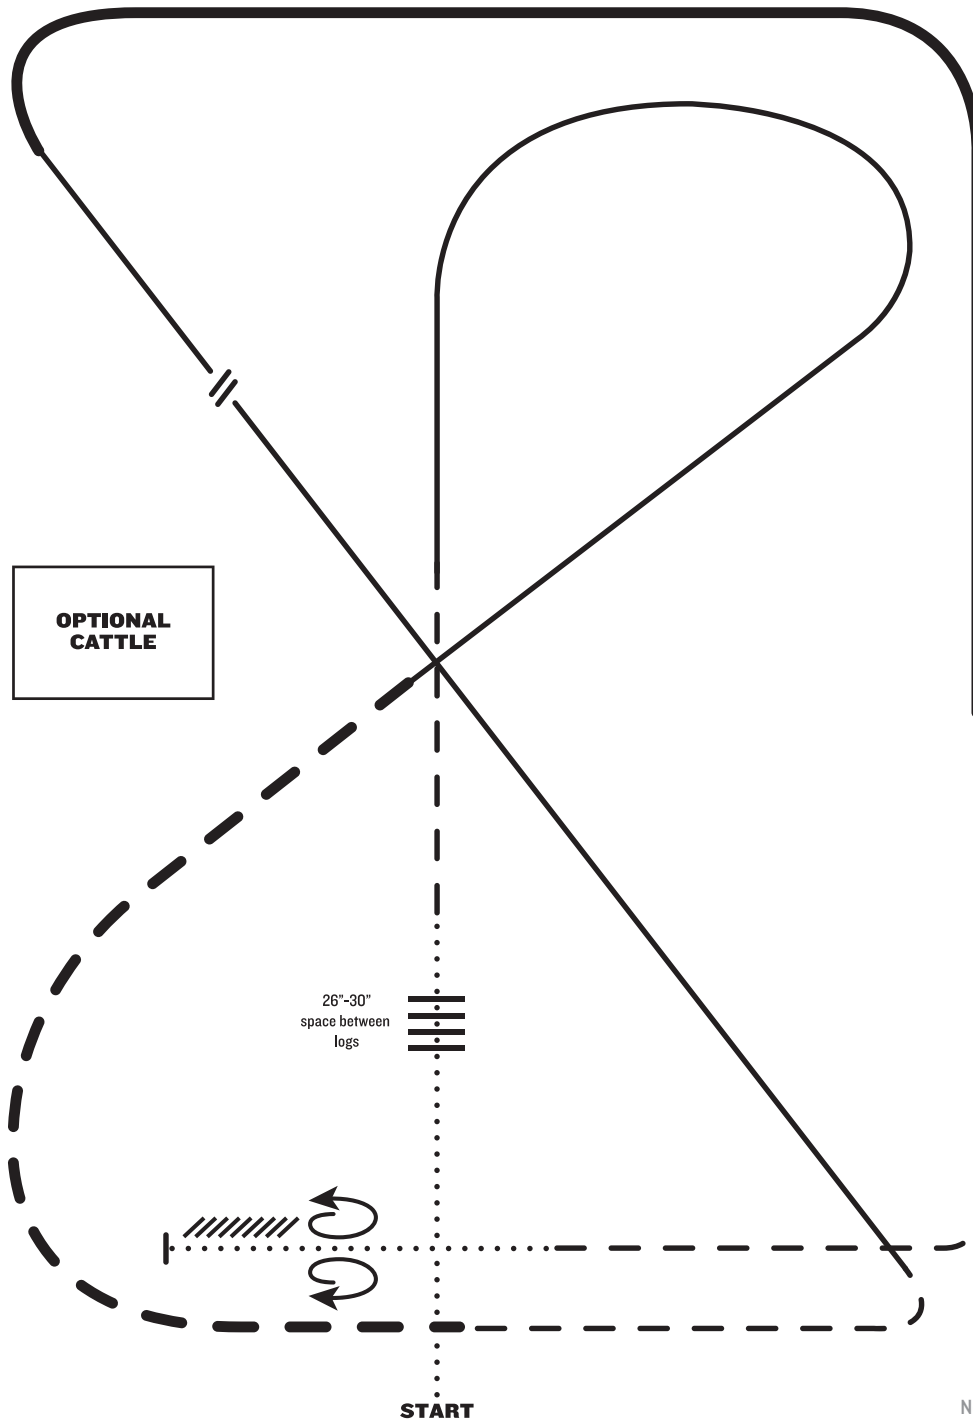 OPTIONAL
CATTLE
26”-30”
space between
logs
START
N